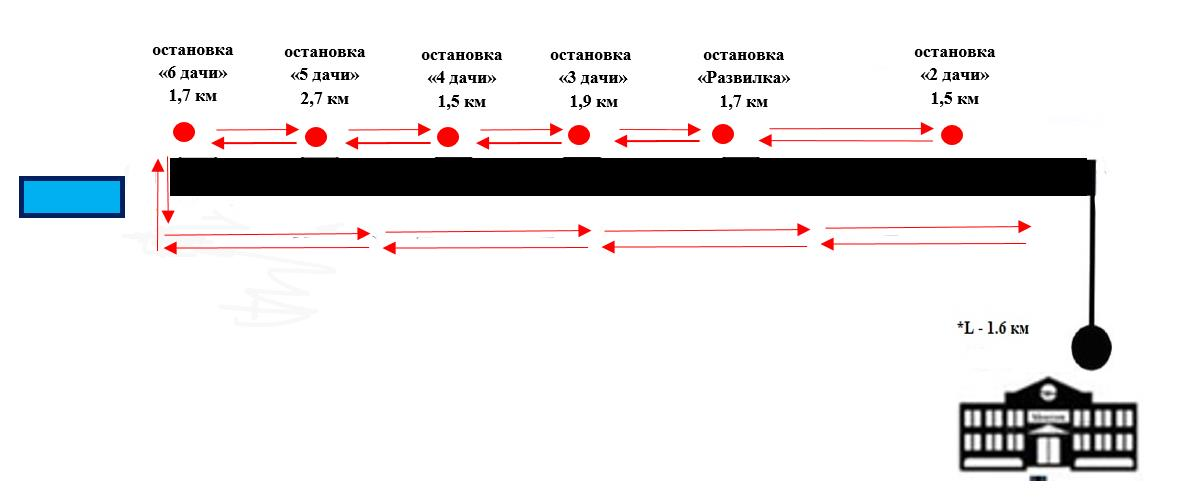 остановка
«6 дачи»
1,7 км
остановка
«5 дачи»
2,7 км
остановка
«4 дачи»
1,5 км
остановка
«3 дачи»
1,9 км
остановка
«Развилка»
1,7 км
остановка
«2 дачи»
1,5 км
*L - 1.6 км